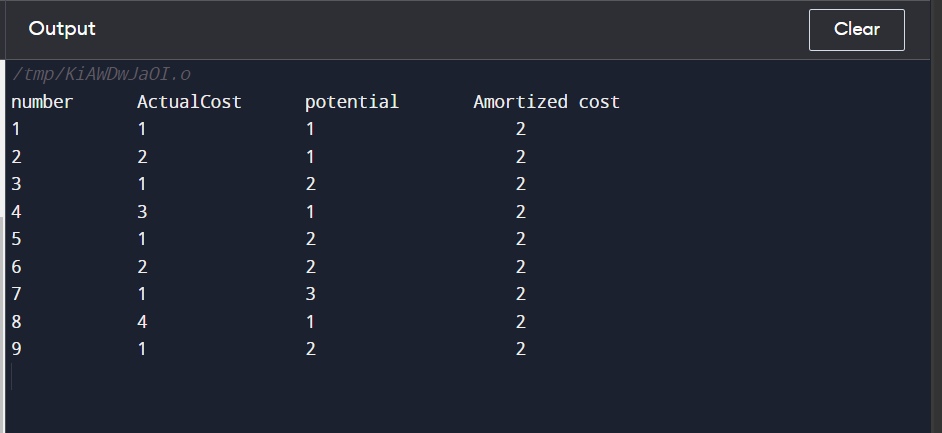 Output
Clear
/tmp/KiAWDwJaOI.o
number ActualCost potential Amortized cost
1 1 1 2
2 2 1 2
3 1 2 2
4 3 1 2
5 1 2 2
6 2 2 2
7 1 3 2
8 4 1 2
9 1 2 2